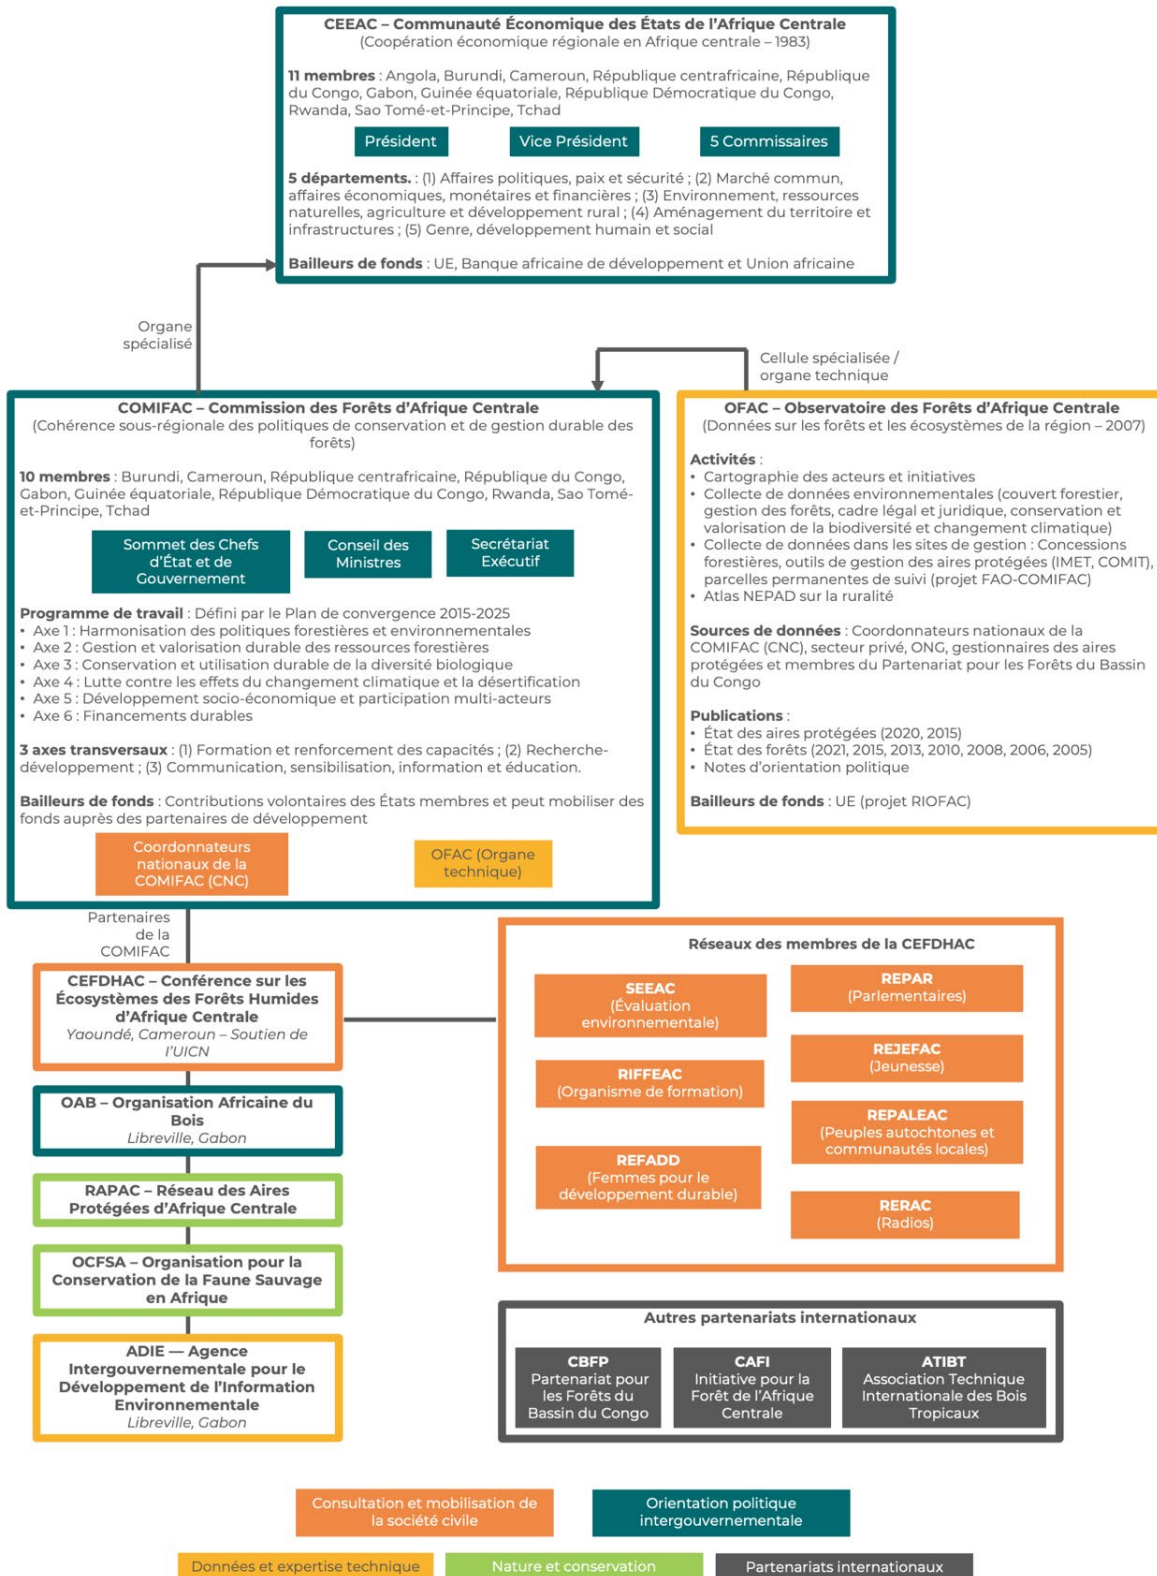 CEEAC – Communauté Économique des États de l'Afrique Centrale
(Coopération économique régionale en Afrique centrale – 1983)
11 membres : Angola, Burundi, Cameroun, République centrafricaine, République
du Congo, Gabon, Guinée équatoriale, République Démocratique du Congo,
Rwanda, Sao Tomé-et-Principe, Tchad
Président
Vice Président
5 Commissaires
5 départements. : (1) Affaires politiques, paix et sécurité ; (2) Marché commun,
affaires économiques, monétaires et financières ; (3) Environnement, ressources
naturelles, agriculture et développement rural ; (4) Aménagement du territoire et
infrastructures ; (5) Genre, développement humain et social
Bailleurs de fonds : UE, Banque africaine de développement et Union africaine
Organe
spécialisé
Cellule spécialisée /
organe technique
COMIFAC – Commission des Forêts d'Afrique Centrale
(Cohérence sous-régionale des politiques de conservation et de gestion durable des
forêts)
10 membres : Burundi, Cameroun, République centrafricaine, République du Congo,
Gabon, Guinée équatoriale, République Démocratique du Congo, Rwanda, Sao Tomé-
et-Principe, Tchad
Sommet des Chefs
d'État et de
Gouvernement
Conseil des
Ministres
Secrétariat
Exécutif
Programme de travail : Défini par le Plan de convergence 2015-2025
• Axe 1 : Harmonisation des politiques forestières et environnementales
• Axe 2 : Gestion et valorisation durable des ressources forestières
• Axe 3 : Conservation et utilisation durable de la diversité biologique
• Axe 4 : Lutte contre les effets du changement climatique et la désertification
• Axe 5 : Développement socio-économique et participation multi-acteurs
• Axe 6 : Financements durables
3 axes transversaux : (1) Formation et renforcement des capacités ; (2) Recherche-
développement ; (3) Communication, sensibilisation, information et éducation.
Bailleurs de fonds : Contributions volontaires des États membres et peut mobiliser des
fonds auprès des partenaires de développement
Coordonnateurs
nationaux de la
COMIFAC (CNC)
OFAC (Organe
technique)
OFAC – Observatoire des Forêts d'Afrique Centrale
(Données sur les forêts et les écosystèmes de la région – 2007)
Activités :
• Cartographie des acteurs et initiatives
• Collecte de données environnementales (couvert forestier,
gestion des forêts, cadre légal et juridique, conservation et
valorisation de la biodiversité et changement climatique)
• Collecte de données dans les sites de gestion : Concessions
forestières, outils de gestion des aires protégées (IMET, COMIT),
parcelles permanentes de suivi (projet FAO-COMIFAC)
• Atlas NEPAD sur la ruralité
Sources de données : Coordonnateurs nationaux de la
COMIFAC (CNC), secteur privé, ONG, gestionnaires des aires
protégées et membres du Partenariat pour les Forêts du Bassin
du Congo
Publications :
• État des aires protégées (2020, 2015)
• État des forêts (2021, 2015, 2013, 2010, 2008, 2006, 2005)
• Notes d'orientation politique
Bailleurs de fonds : UE (projet RIOFAC)
Partenaires
de la
COMIFAC
CEFDHAC – Conférence sur les
Écosystèmes des Forêts Humides
d'Afrique Centrale
Yaoundé, Cameroun – Soutien de
l'UICN
OAB – Organisation Africaine du
Bois
Libreville, Gabon
RAPAC – Réseau des Aires
Protégées d'Afrique Centrale
OCFSA – Organisation pour la
Conservation de la Faune Sauvage
en Afrique
ADIE — Agence
Intergouvernementale pour le
Développement de l'Information
Environnementale
Libreville, Gabon
Réseaux des membres de la CEFDHAC
SEEAC
(Évaluation
environnementale)
RIFFEAC
(Organisme de formation)
REFADD
(Femmes pour le
développement durable)
REPAR
(Parlementaires)
REJEFAC
(Jeunesse)
REPALEAC
(Peuples autochtones et
communautés locales)
RERAC
(Radios)
Autres partenariats internationaux
CBFP
Partenariat pour
les Forêts du
Bassin du Congo
CAFI
Initiative pour la
Forêt de l'Afrique
Centrale
ATIBT
Association Technique
Internationale des Bois
Tropicaux
Consultation et mobilisation de
la société civile
Orientation politique
intergouvernementale
Données et expertise technique
Nature et conservation
Partenariats internationaux